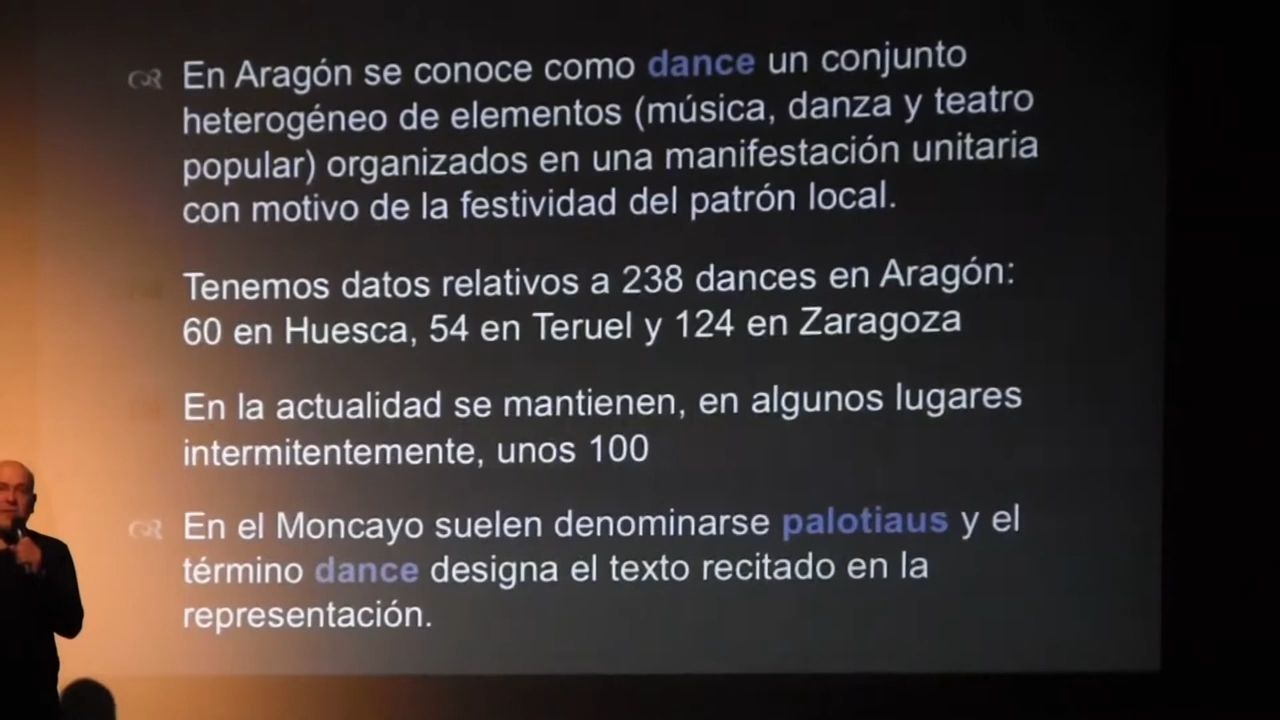 En Aragón se conoce como dance un conjunto
heterogéneo de elementos (música, danza y teatro
popular) organizados en una manifestación unitaria
con motivo de la festividad del patrón local.
Tenemos datos relativos a 238 dances en Aragón:
60 en Huesca, 54 en Teruel y 124 en Zaragoza
En la actualidad se mantienen, en algunos lugares
intermitentemente, unos 100
En el Moncayo suelen denominarse palotiaus y el
término dance designa el texto recitado en la
representación.